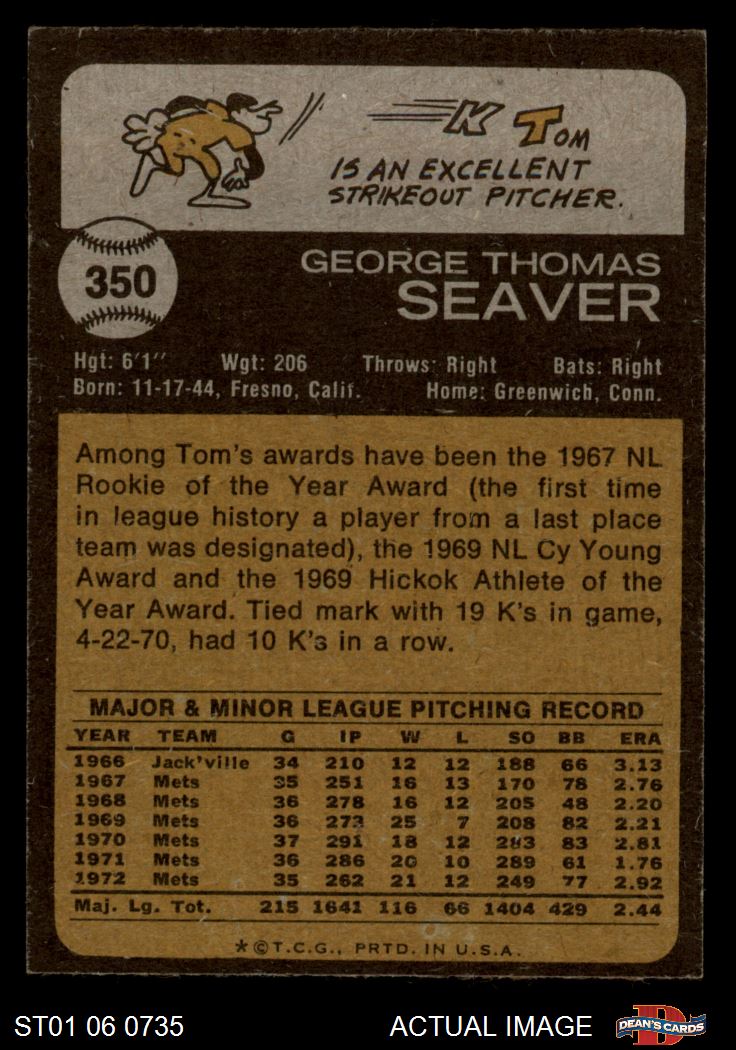 K TOM
IS AN EXCELLENT
STRIKEOUT PITCHER.
350
GEORGE THOMAS
SEAVER
Hgt: 6'1" Wgt: 206 Throws: Right Bats: Right
Born: 11-17-44, Fresno, Calif. Home: Greenwich, Conn.
Among Tom's awards have been the 1967 NL
Rookie of the Year Award (the first time
in league history a player from a last place
team was designated), the 1969 NL Cy Young
Award and the 1969 Hickok Athlete of the
Year Award. Tied mark with 19 K's in game,
4-22-70, had 10 K's in a row.
MAJOR & MINOR LEAGUE PITCHING RECORD
YEAR TEAM G IP W L SO BB ERA
1966 Jack'ville 34 210 12 12 188 66 3.13
1967 Mets 35 251 16 13 170 78 2.76
1968 Mets 36 278 16 12 205 48 2.20
1969 Mets 36 273 25 7 208 82 2.21
1970 Mets 37 291 18 12 283 83 2.81
1971 Mets 36 286 20 10 289 61 1.76
1972 Mets 35 262 21 12 249 77 2.92
Maj. Lg. Tot. 215 1641 116 66 1404 429 2.44
*©T.C.G., PRTD. IN U.S.A.
ST01 06 0735 ACTUAL IMAGE D DEAN'S CARDS